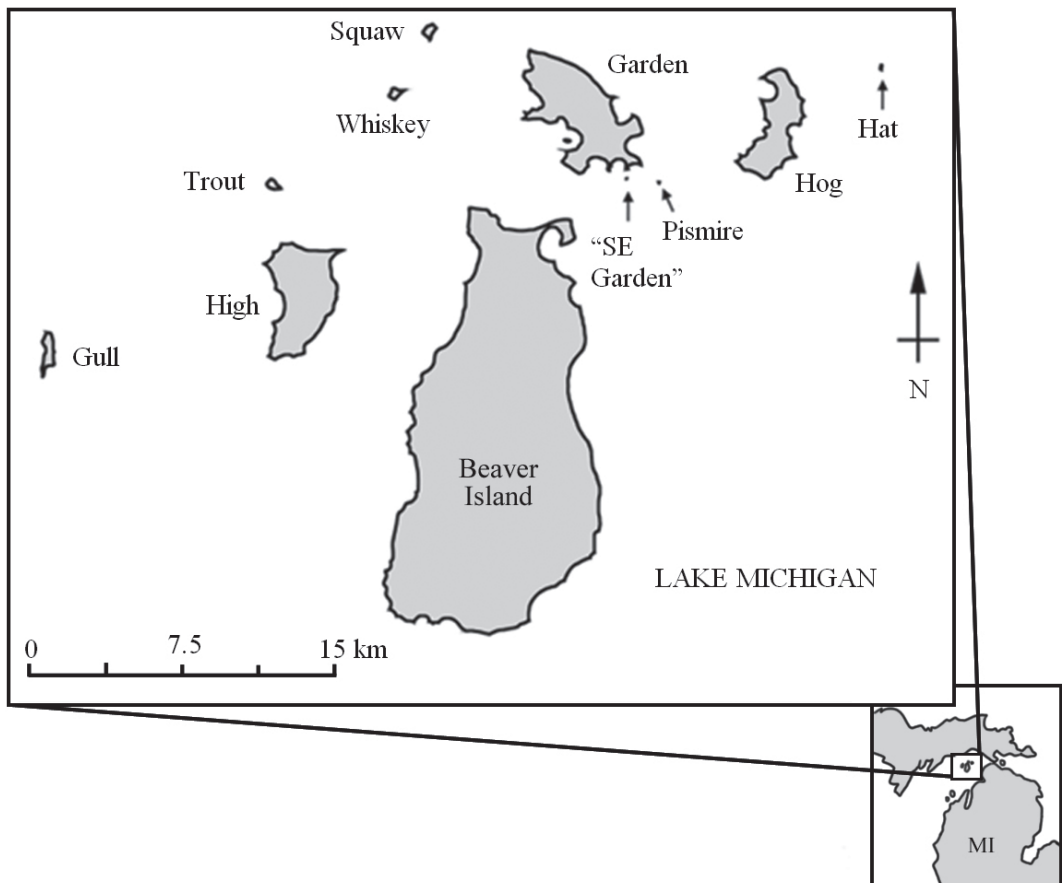 Squaw
Garden
Whiskey
Hat
Trout
Hog
Pismire
“SE
Garden”
High
Gull
N
Beaver
Island
LAKE MICHIGAN
0
7.5
15 km
MI